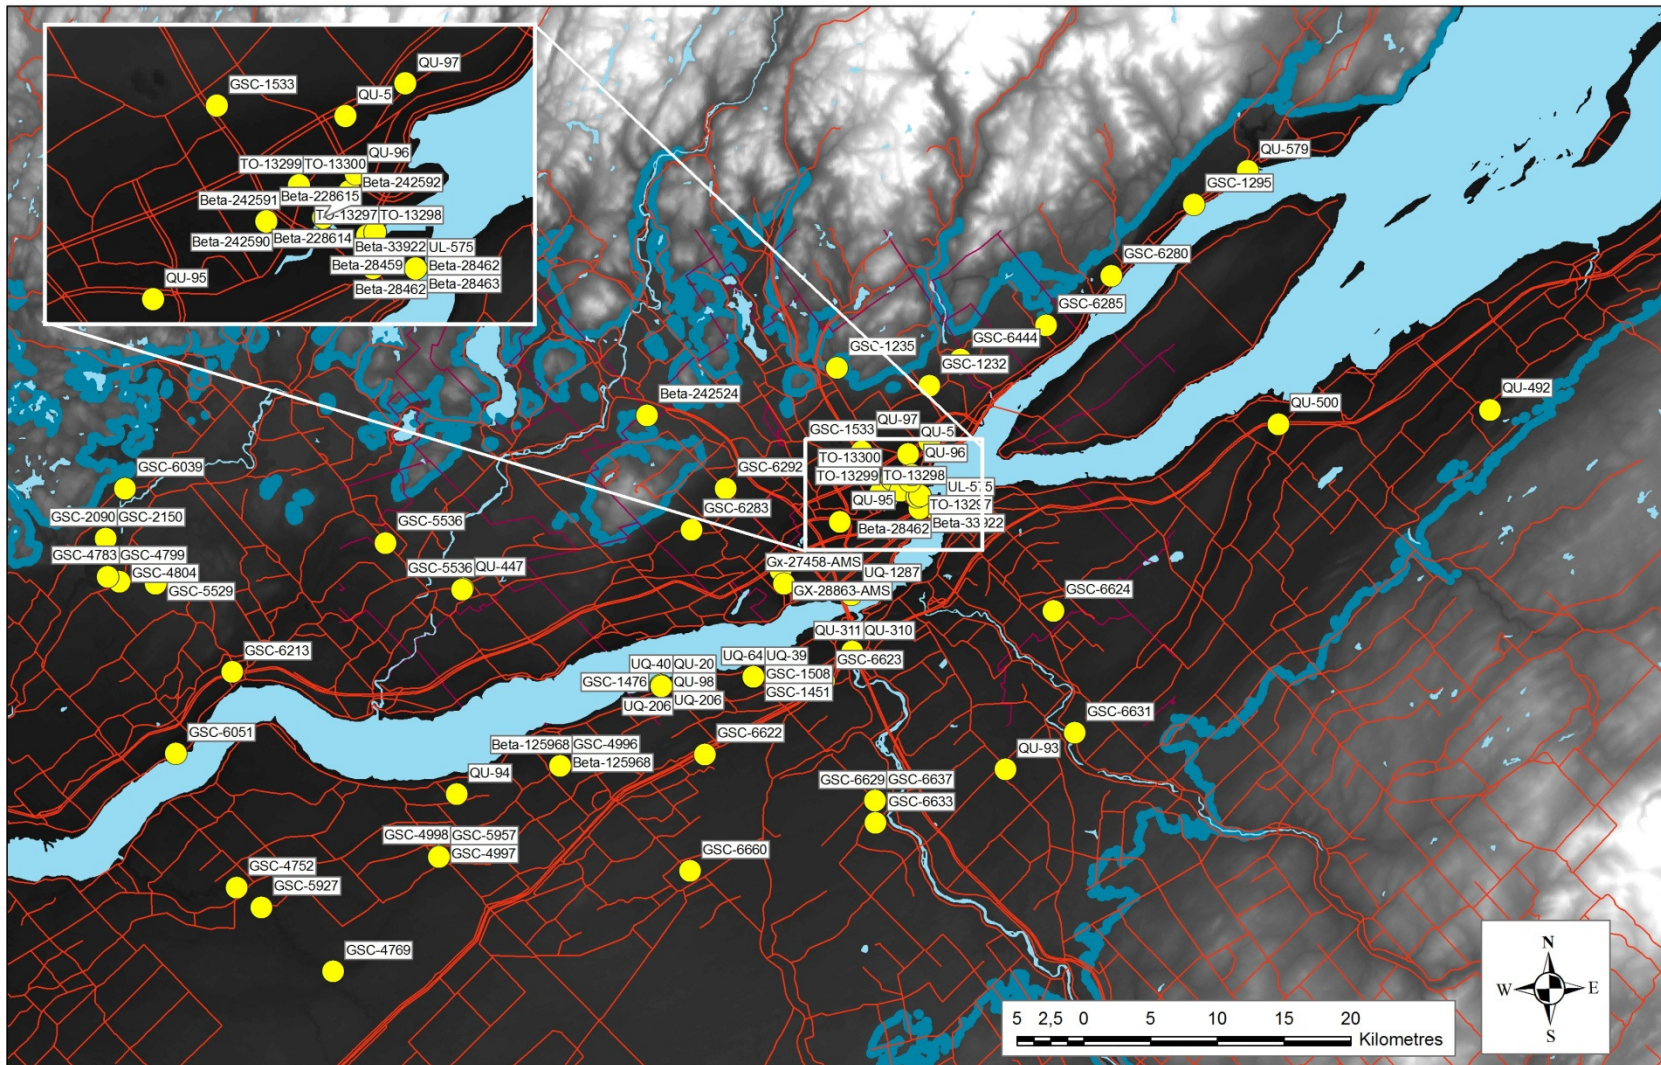 QU-97
GSC-1533
QU-5
QU-96
TO-13299
TO-13300
Beta-242592
Beta-242591
Beta-228615
TO-13297
TO-13298
Beta-242590
Beta-228614
Beta-33922
UL-575
Beta-28459
Beta-28462
Beta-28462
Beta-28463
QU-95
QU-579
GSC-1295
GSC-6280
GSC-6285
GSC-6444
GSC-1235
GSC-1232
Beta-242524
QU-492
QU-500
QU-97
GSC-1533
QU-5
QU-96
TO-13300
TO-13299
TO-13298
QU-95
TO-13297
Beta-28462
Beta-33922
GSC-6039
GSC-6292
GSC-6283
GSC-2090
GSC-2150
GSC-5536
GSC-4783
GSC-4799
GSC-4804
GSC-5529
GSC-5536
QU-447
Gx-27458-AMS
UQ-1287
GX-28863-AMS
GSC-6624
QU-311
QU-310
GSC-6623
GSC-6213
UQ-40
QU-20
UQ-64
UQ-39
GSC-1476
QU-98
GSC-1508
UQ-206
UQ-206
GSC-1451
GSC-6051
GSC-6631
Beta-125968
GSC-4996
Beta-125968
GSC-6622
QU-93
QU-94
GSC-6629
GSC-6637
GSC-6633
GSC-4998
GSC-5957
GSC-4997
GSC-6660
GSC-4752
GSC-5927
GSC-4769
N
W
E
S
5 2,5 0 5 10 15 20
Kilometres